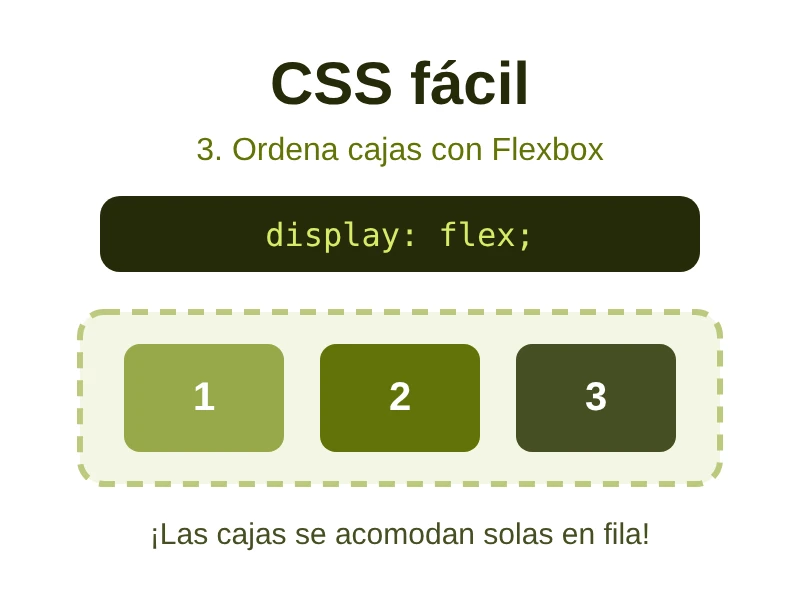 CSS fácil
3. Ordena cajas con Flexbox
display: flex;
1 2 3
¡Las cajas se acomodan solas en fila!